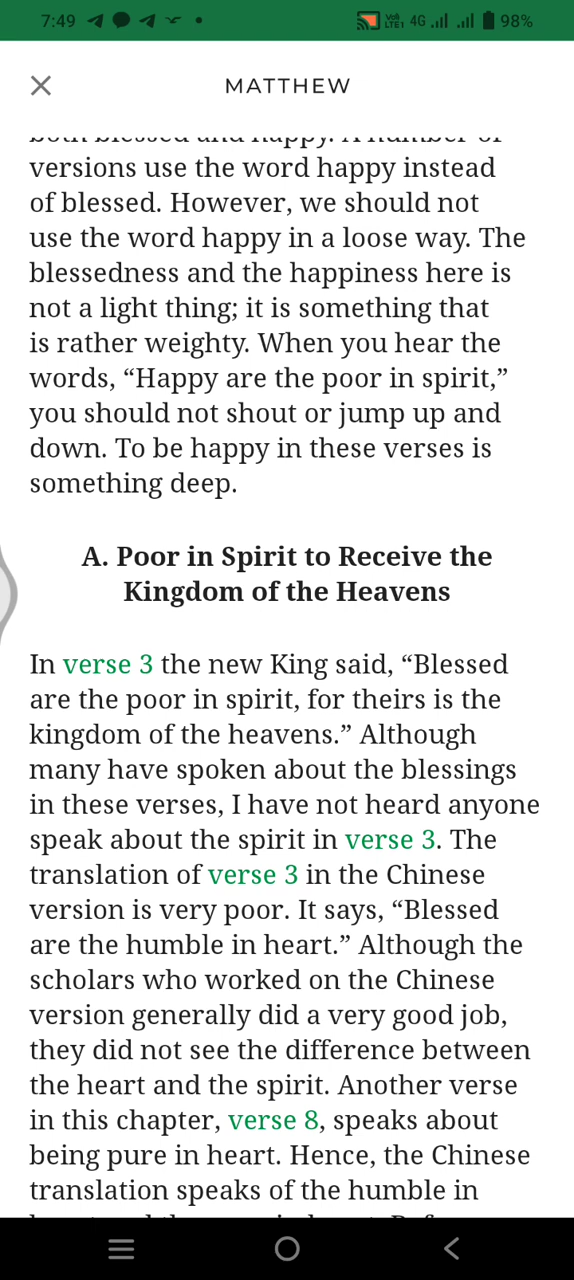 7:49
VoD LTE1 4G 98%
MATTHEW
both blessed and happy. A number of
versions use the word happy instead
of blessed. However, we should not
use the word happy in a loose way. The
blessedness and the happiness here is
not a light thing; it is something that
is rather weighty. When you hear the
words, “Happy are the poor in spirit,”
you should not shout or jump up and
down. To be happy in these verses is
something deep.
A. Poor in Spirit to Receive the
Kingdom of the Heavens
In verse 3 the new King said, “Blessed
are the poor in spirit, for theirs is the
kingdom of the heavens.” Although
many have spoken about the blessings
in these verses, I have not heard anyone
speak about the spirit in verse 3. The
translation of verse 3 in the Chinese
version is very poor. It says, “Blessed
are the humble in heart.” Although the
scholars who worked on the Chinese
version generally did a very good job,
they did not see the difference between
the heart and the spirit. Another verse
in this chapter, verse 8, speaks about
being pure in heart. Hence, the Chinese
translation speaks of the humble in